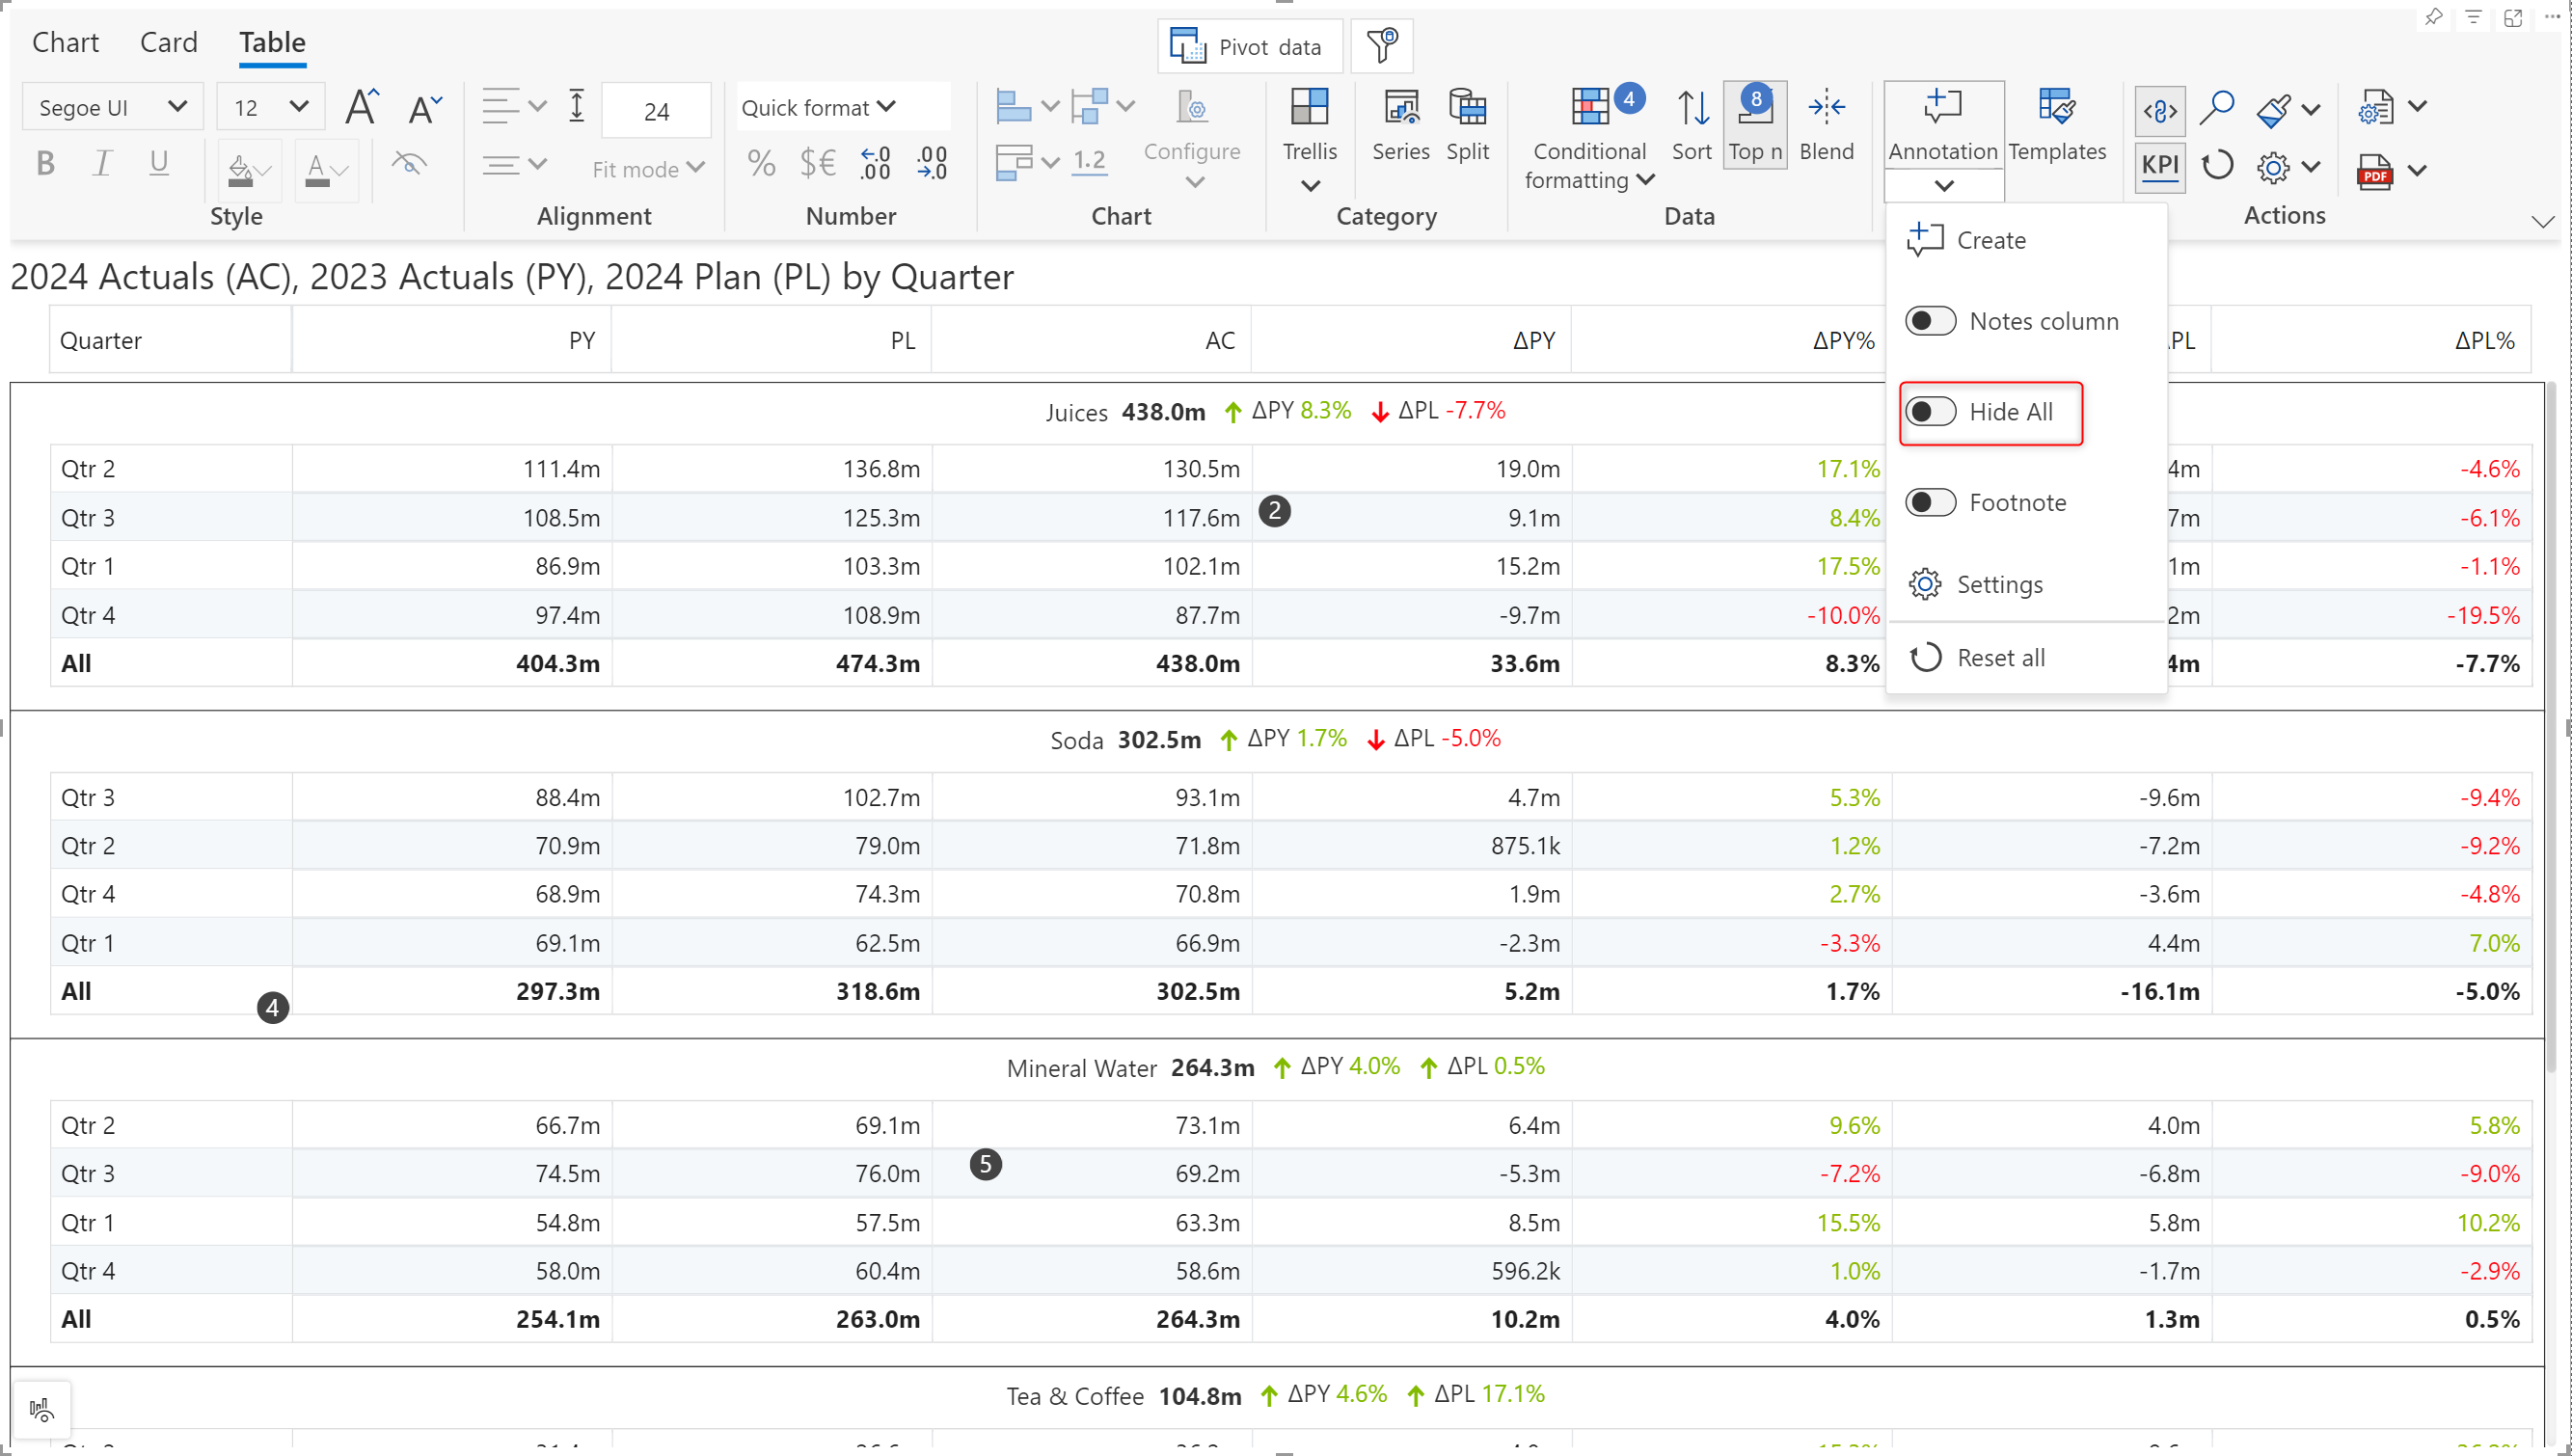 Chart Card Table
Pivot data
Segoe UI 12 A A 24 Quick format 4 8
B I U A Fit mode % $€ ←.0 .00 .00 →.0 1.2 Configure Trellis Series Split Conditional formatting Sort Top n Blend Annotation Templates KPI PDF
Style Alignment Number Chart Category Data Actions
Create
Notes column
Hide All
Footnote
Settings
Reset all
2024 Actuals (AC), 2023 Actuals (PY), 2024 Plan (PL) by Quarter
Quarter PY PL AC ΔPY ΔPY% PL ΔPL%
Juices 438.0m ↑ ΔPY 8.3% ↓ ΔPL -7.7%
Qtr 2 111.4m 136.8m 130.5m 19.0m 17.1% 4m -4.6%
Qtr 3 108.5m 125.3m 117.6m 2 9.1m 8.4% 7m -6.1%
Qtr 1 86.9m 103.3m 102.1m 15.2m 17.5% 1m -1.1%
Qtr 4 97.4m 108.9m 87.7m -9.7m -10.0% 2m -19.5%
All 404.3m 474.3m 438.0m 33.6m 8.3% 4m -7.7%
Soda 302.5m ↑ ΔPY 1.7% ↓ ΔPL -5.0%
Qtr 3 88.4m 102.7m 93.1m 4.7m 5.3% -9.6m -9.4%
Qtr 2 70.9m 79.0m 71.8m 875.1k 1.2% -7.2m -9.2%
Qtr 4 68.9m 74.3m 70.8m 1.9m 2.7% -3.6m -4.8%
Qtr 1 69.1m 62.5m 66.9m -2.3m -3.3% 4.4m 7.0%
All 4 297.3m 318.6m 302.5m 5.2m 1.7% -16.1m -5.0%
Mineral Water 264.3m ↑ ΔPY 4.0% ↑ ΔPL 0.5%
Qtr 2 66.7m 69.1m 73.1m 6.4m 9.6% 4.0m 5.8%
Qtr 3 74.5m 76.0m 5 69.2m -5.3m -7.2% -6.8m -9.0%
Qtr 1 54.8m 57.5m 63.3m 8.5m 15.5% 5.8m 10.2%
Qtr 4 58.0m 60.4m 58.6m 596.2k 1.0% -1.7m -2.9%
All 254.1m 263.0m 264.3m 10.2m 4.0% 1.3m 0.5%
Tea & Coffee 104.8m ↑ ΔPY 4.6% ↑ ΔPL 17.1%